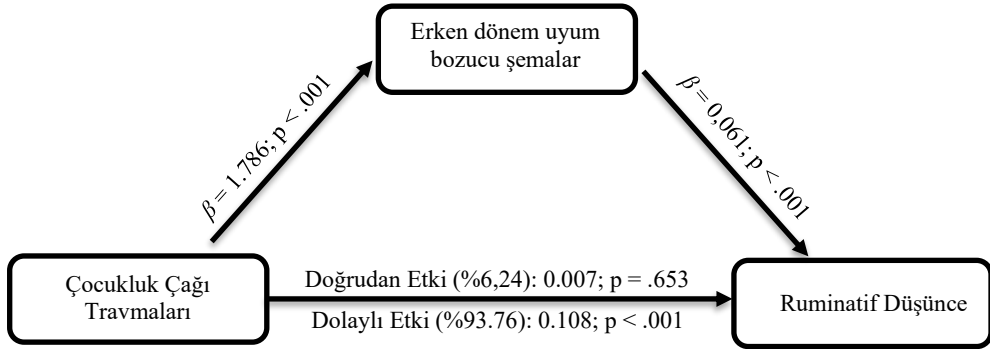 Erken dönem uyum
bozucu şemalar
β = 1.786; p < .001
β = 0,061; p < .001
Çocukluk Çağı
Travmaları
Doğrudan Etki (%6,24): 0.007; p = .653
Dolaylı Etki (%93.76): 0.108; p < .001
Ruminatif Düşünce